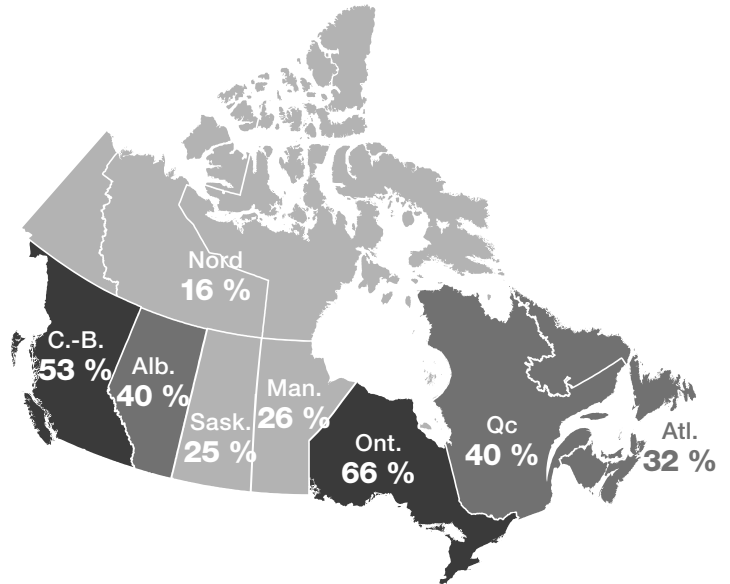 Nord
16 %
C.-B.
53 %
Alb.
40 %
Sask.
25 %
Man.
26 %
Ont.
66 %
Qc
40 %
Atl.
32 %